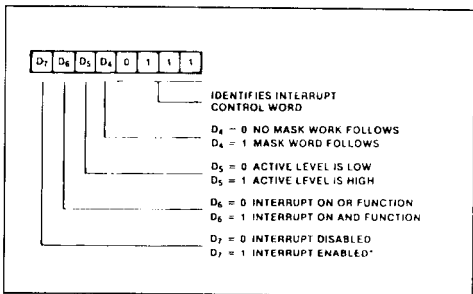 D7 D6 D5 D4 0 1 1 1
IDENTIFIES INTERRUPT
CONTROL WORD
D4 = 0 NO MASK WORK FOLLOWS
D4 = 1 MASK WORD FOLLOWS
D5 = 0 ACTIVE LEVEL IS LOW
D5 = 1 ACTIVE LEVEL IS HIGH
D6 = 0 INTERRUPT ON OR FUNCTION
D6 = 1 INTERRUPT ON AND FUNCTION
D7 = 0 INTERRUPT DISABLED
D7 = 1 INTERRUPT ENABLED*